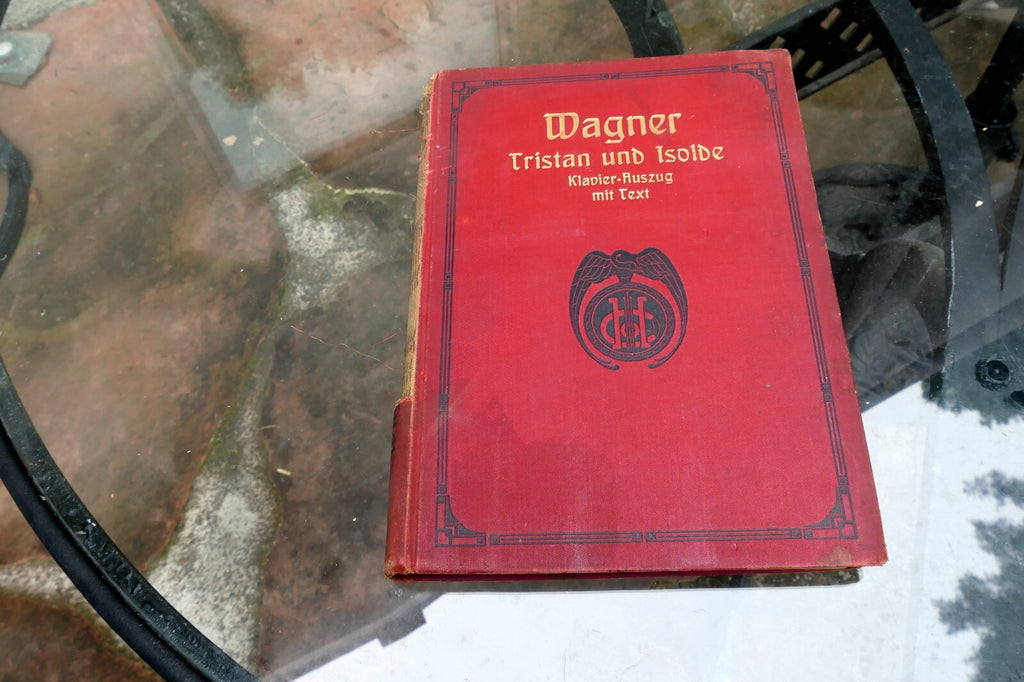 Wagner
Tristan und Isolde
Klavier-Auszug
mit Text